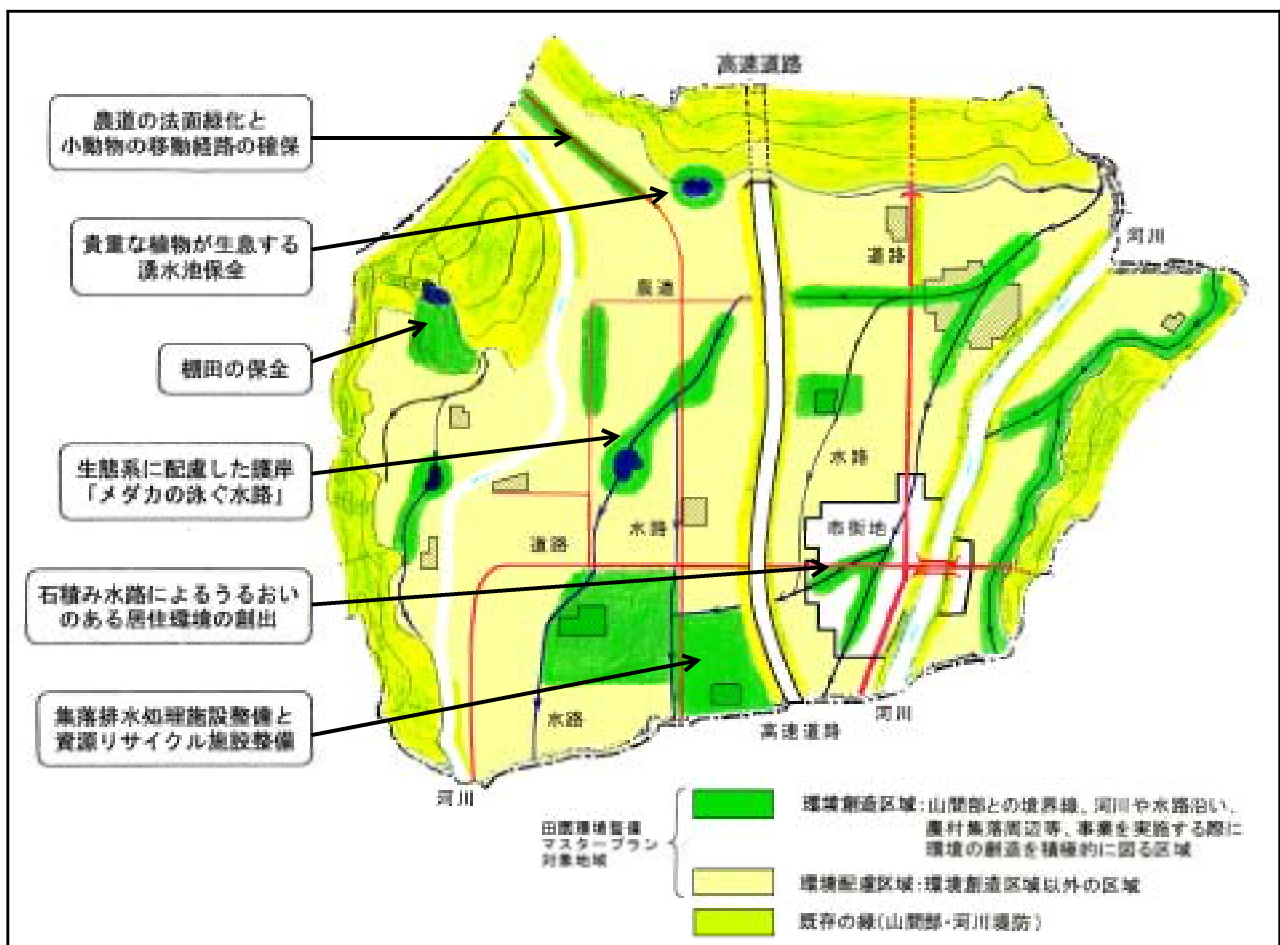 高速道路
農道の法面緑化と
小動物の移動経路の確保
貴重な植物が生息する
湧水池保全
棚田の保全
生態系に配慮した護岸
「メダカの泳ぐ水路」
石積み水路によるうるおい
のある居住環境の創出
集落排水処理施設整備と
資源リサイクル施設整備
河川
道路
農道
水路
市街地
道路
水路
水路
高速道路
河川
河川
田園環境整備
マスタープラン
対象地域
環境創造区域:山間部との境界線、河川や水路沿い、
農村集落周辺等、事業を実施する際に
環境の創造を積極的に図る区域
環境配慮区域:環境創造区域以外の区域
既存の緑(山間部・河川堤防)